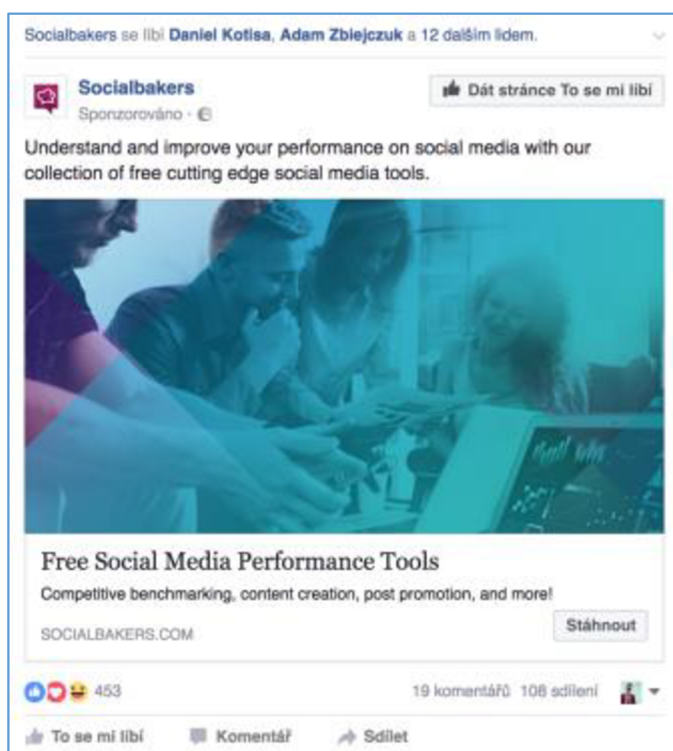 Socialbakers se líbí Daniel Kotisa, Adam Zbiejczuk a 12 dalším lidem.
Socialbakers
Dát stránce To se mi líbí
Sponzorováno ·
Understand and improve your performance on social media with our
collection of free cutting edge social media tools.
Free Social Media Performance Tools
Competitive benchmarking, content creation, post promotion, and more!
Stáhnout
SOCIALBAKERS.COM
453 19 komentářů 108 sdílení
To se mi líbí Komentář Sdílet